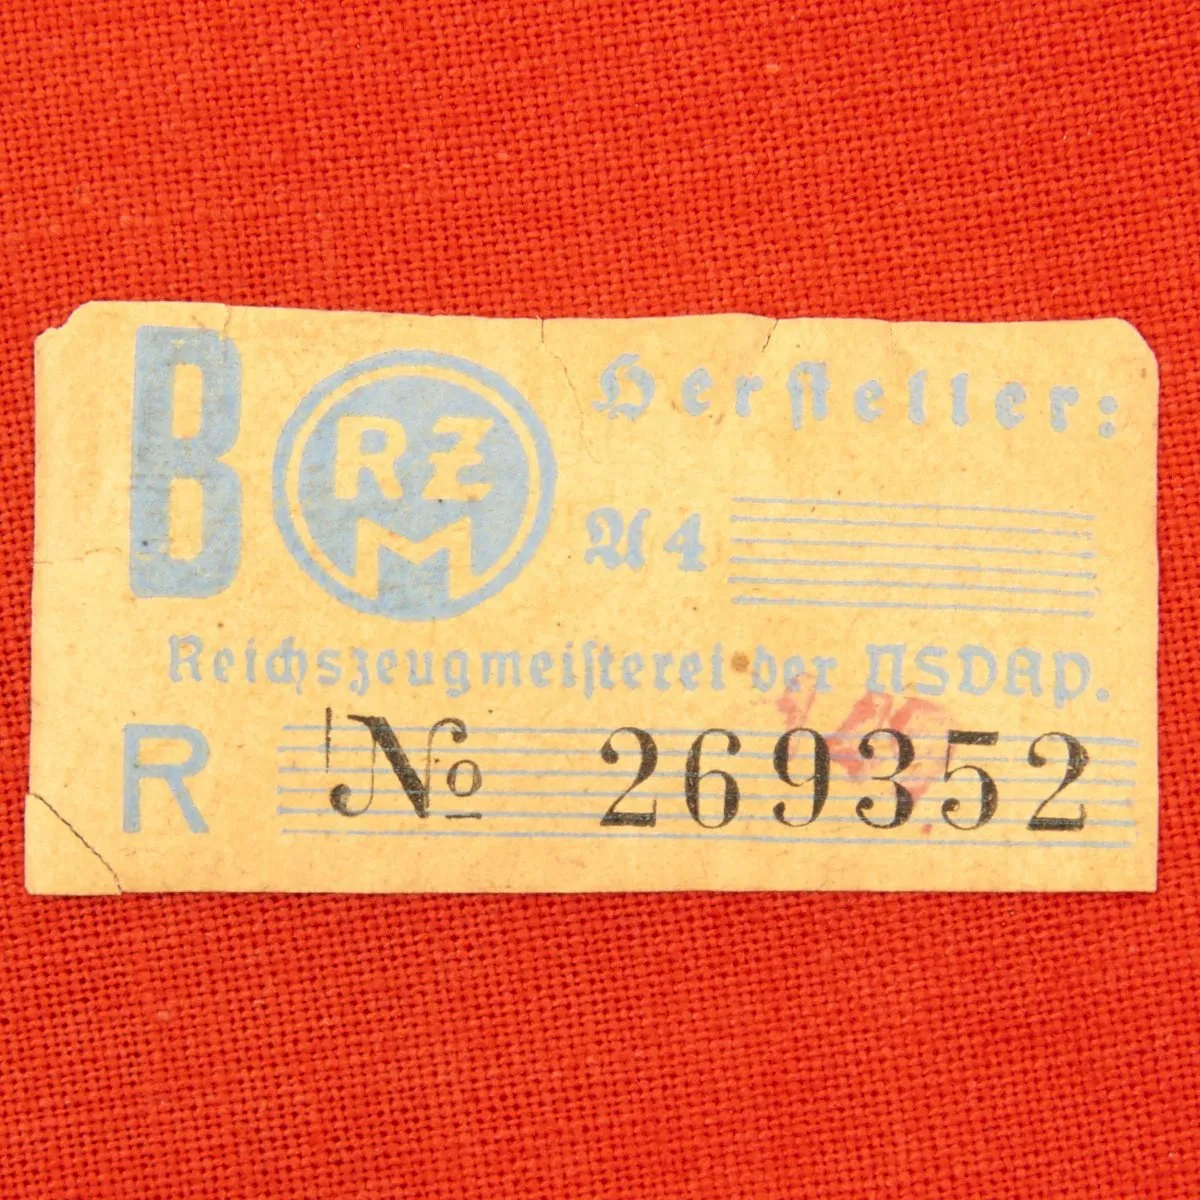 B RZM Hersteller:
A4
Reichszeugmeisterei der NSDAP.
R № 269352